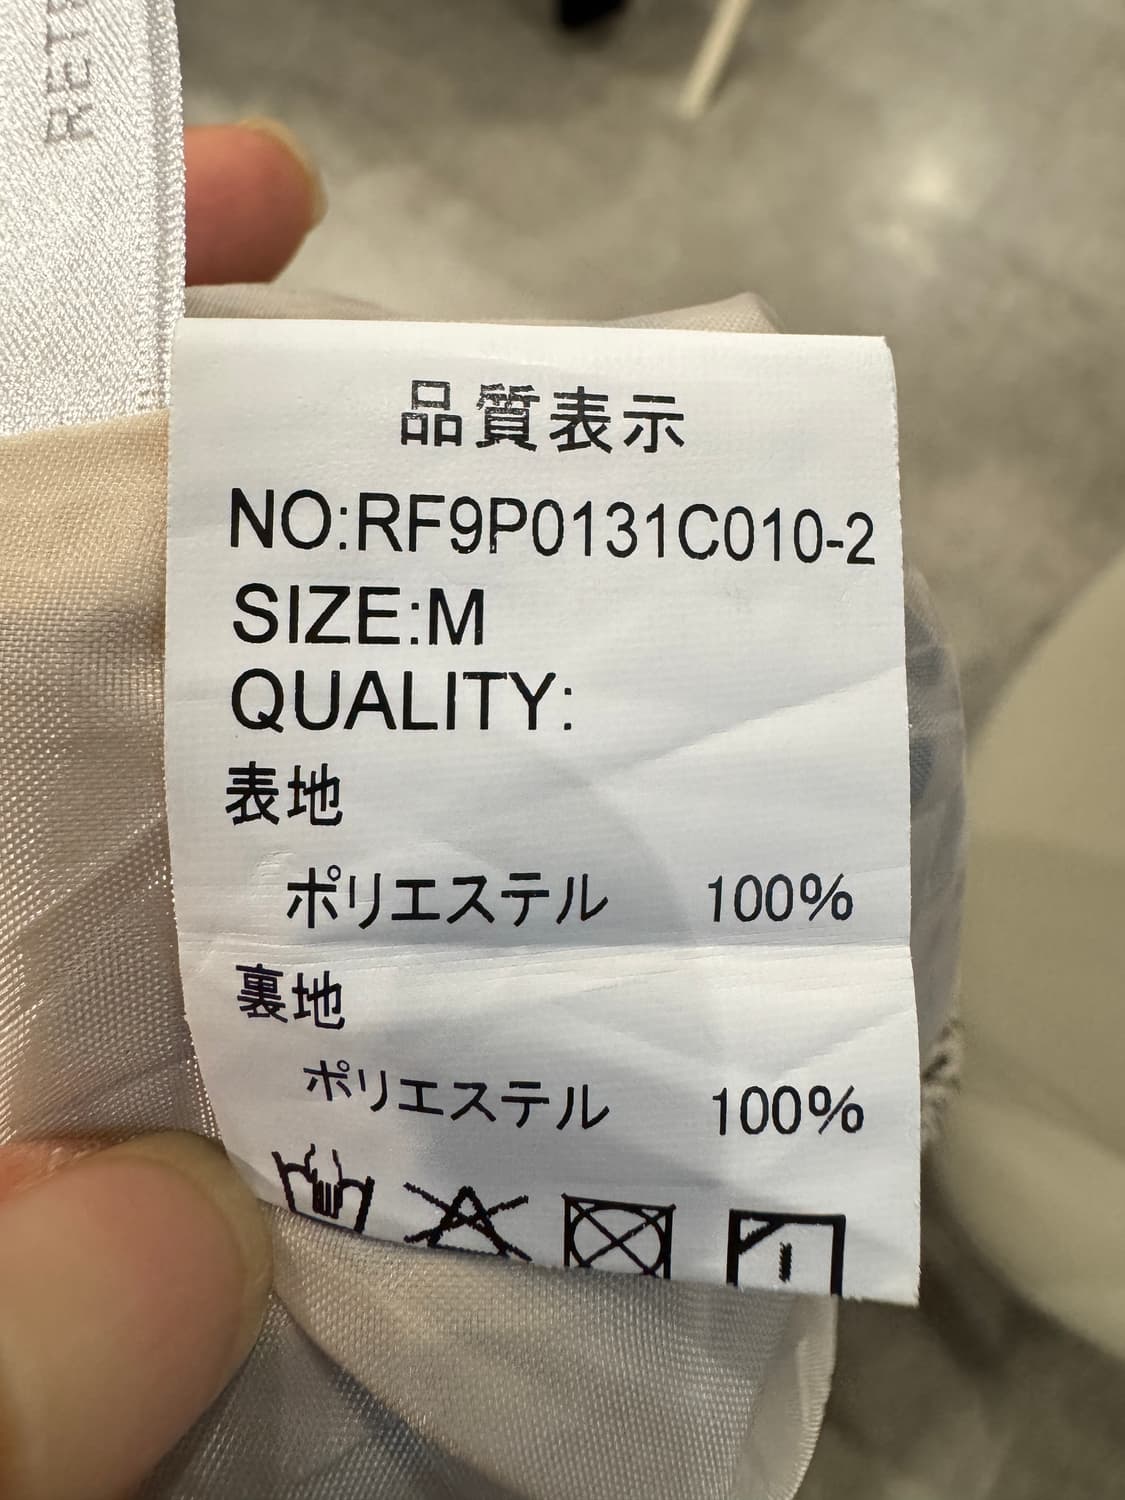 品質表示
NO:RF9P0131C010-2
SIZE:M
QUALITY:
表地
ポリエステル 100%
裏地
ポリエステル 100%